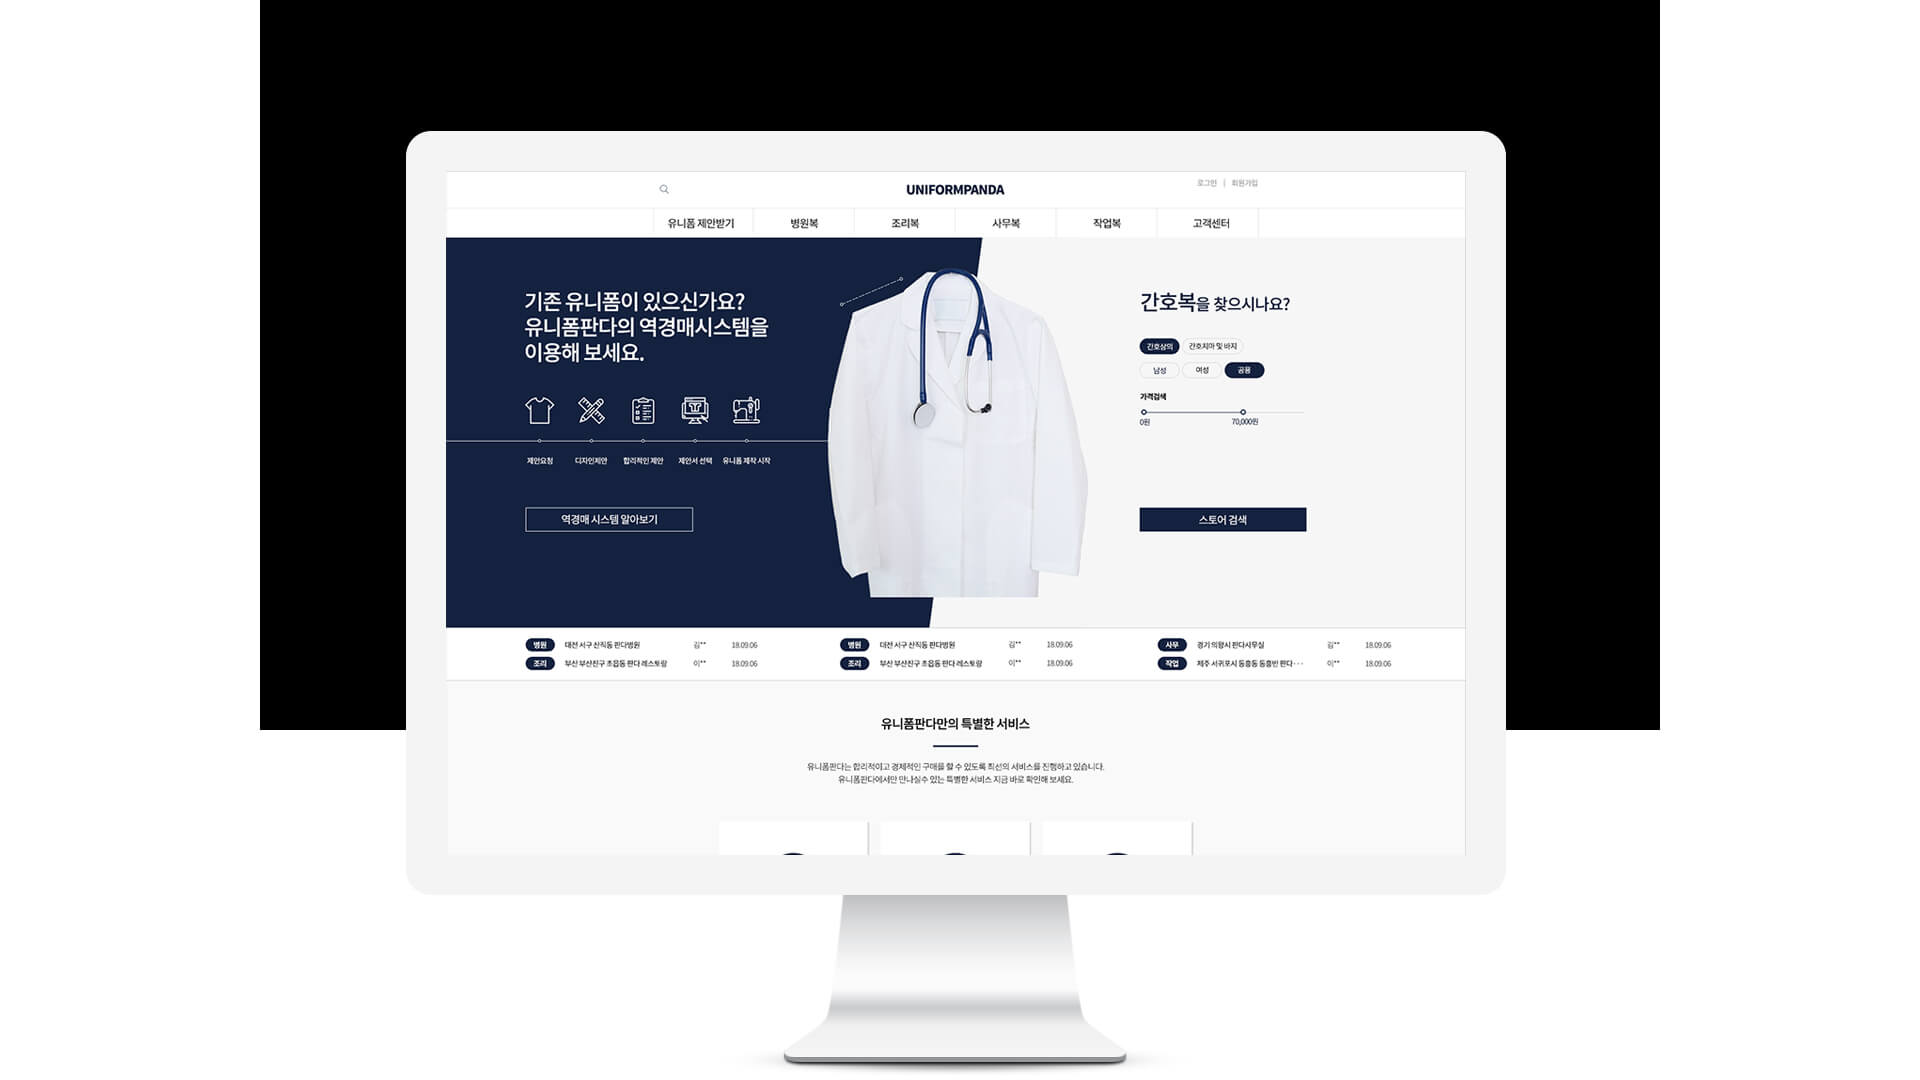 UNIFORMPANDA
로그인 | 회원가입
유니폼 제안받기 병원복 조리복 사무복 작업복 고객센터
기존 유니폼이 있으신가요?
유니폼판다의 역경매시스템을
이용해 보세요.
제안요청 디자인제안 합리적인 제안 제안서 선택 유니폼 제작 시작
역경매 시스템 알아보기
간호복을 찾으시나요?
간호상의 간호치마 및 바지
남성 여성 공용
가격검색
0원 70,000원
스토어 검색
병원 대전 서구 산직동 판다병원 김** 18.09.06
조리 부산 부산진구 초읍동 판다 레스토랑 이** 18.09.06
병원 대전 서구 산직동 판다병원 김** 18.09.06
조리 부산 부산진구 초읍동 판다 레스토랑 이** 18.09.06
사무 경기 의왕시 판다사무실 김** 18.09.06
작업 제주 서귀포시 동홍동 동홍반 판다··· 이** 18.09.06
유니폼판다만의 특별한 서비스
유니폼판다는 합리적이고 경제적인 구매를 할 수 있도록 최선의 서비스를 진행하고 있습니다.
유니폼판다에서만 만나실수 있는 특별한 서비스 지금 바로 확인해 보세요.